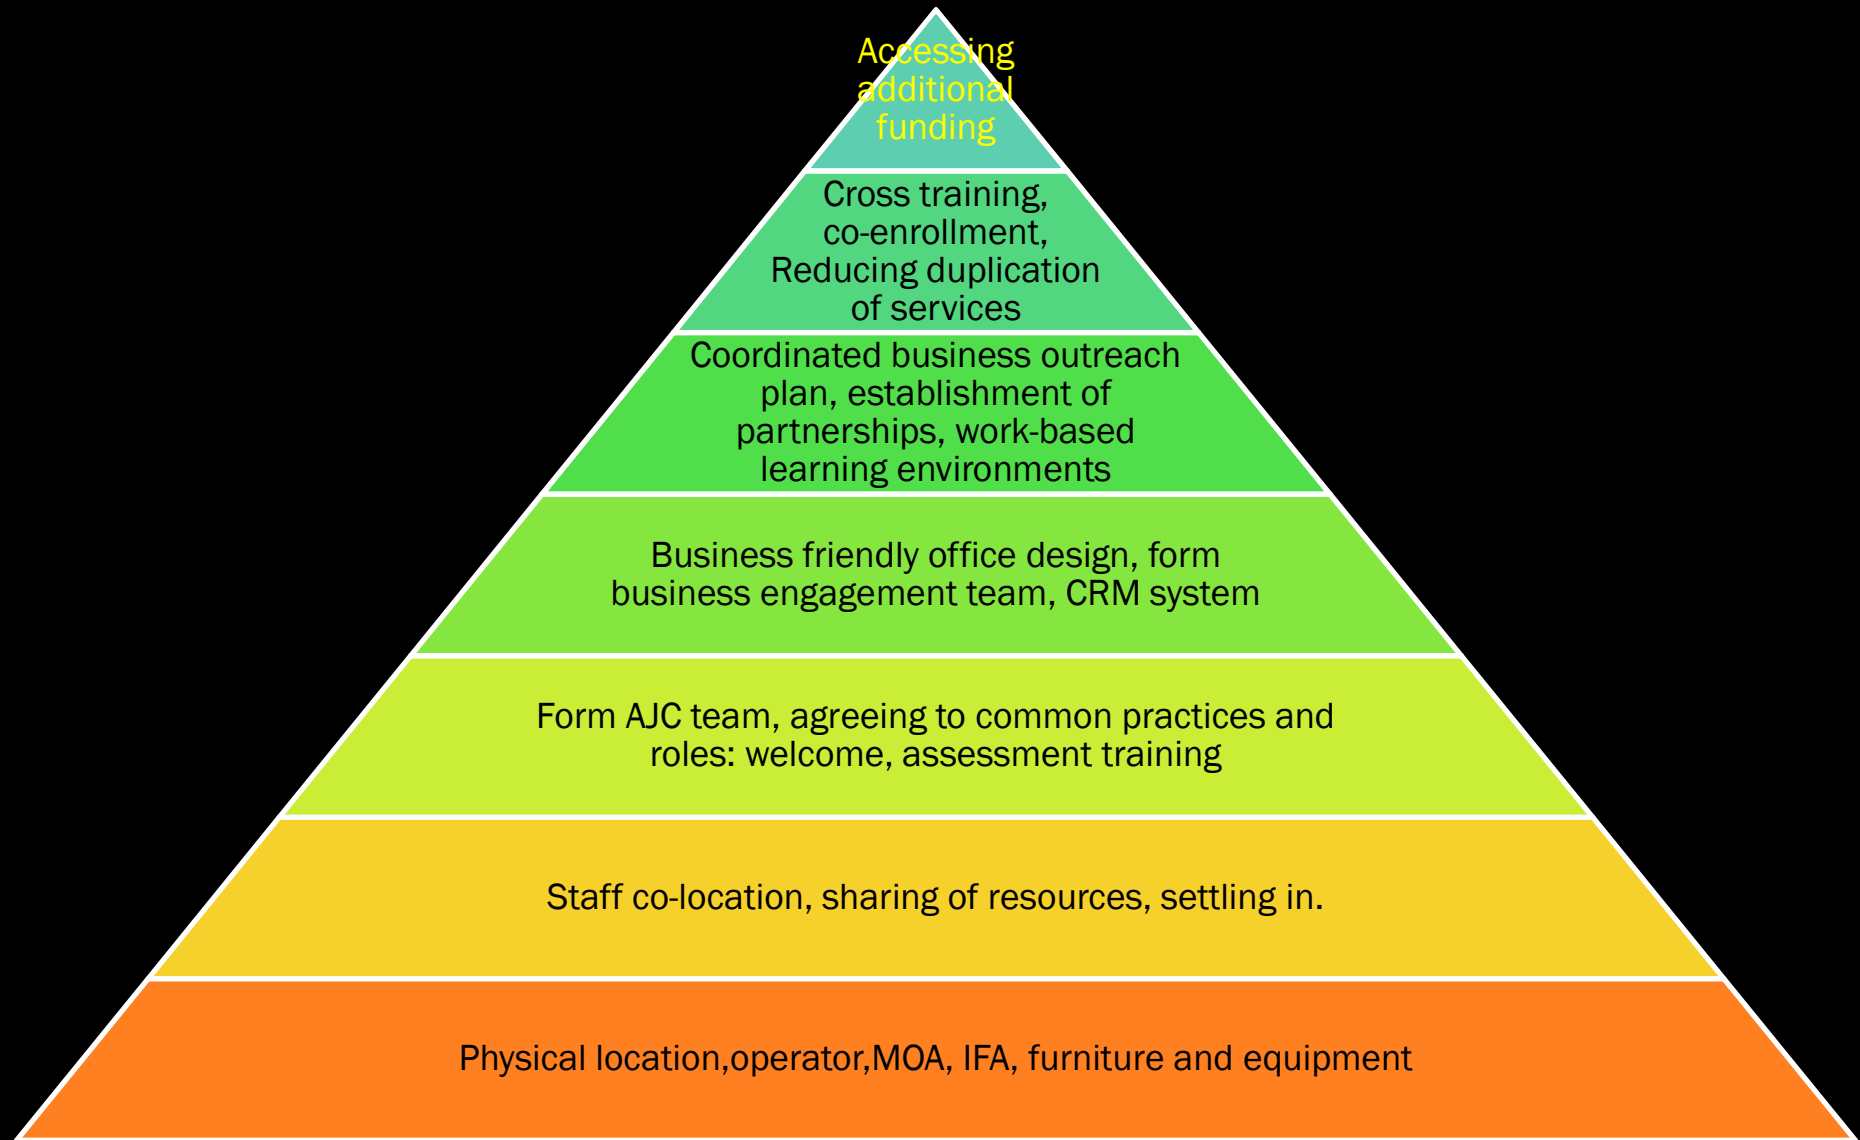 Accessing
additional
funding
Cross training,
co-enrollment,
Reducing duplication
of services
Coordinated business outreach
plan, establishment of
partnerships, work-based
learning environments
Business friendly office design, form
business engagement team, CRM system
Form AJC team, agreeing to common practices and
roles: welcome, assessment training
Staff co-location, sharing of resources, settling in.
Physical location,operator,MOA, IFA, furniture and equipment